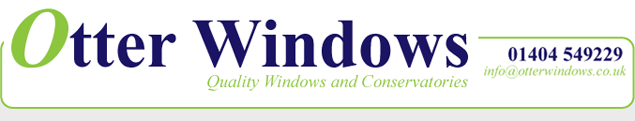 Otter Windows
Quality Windows and Conservatories
01404 549229
info@otterwindows.co.uk